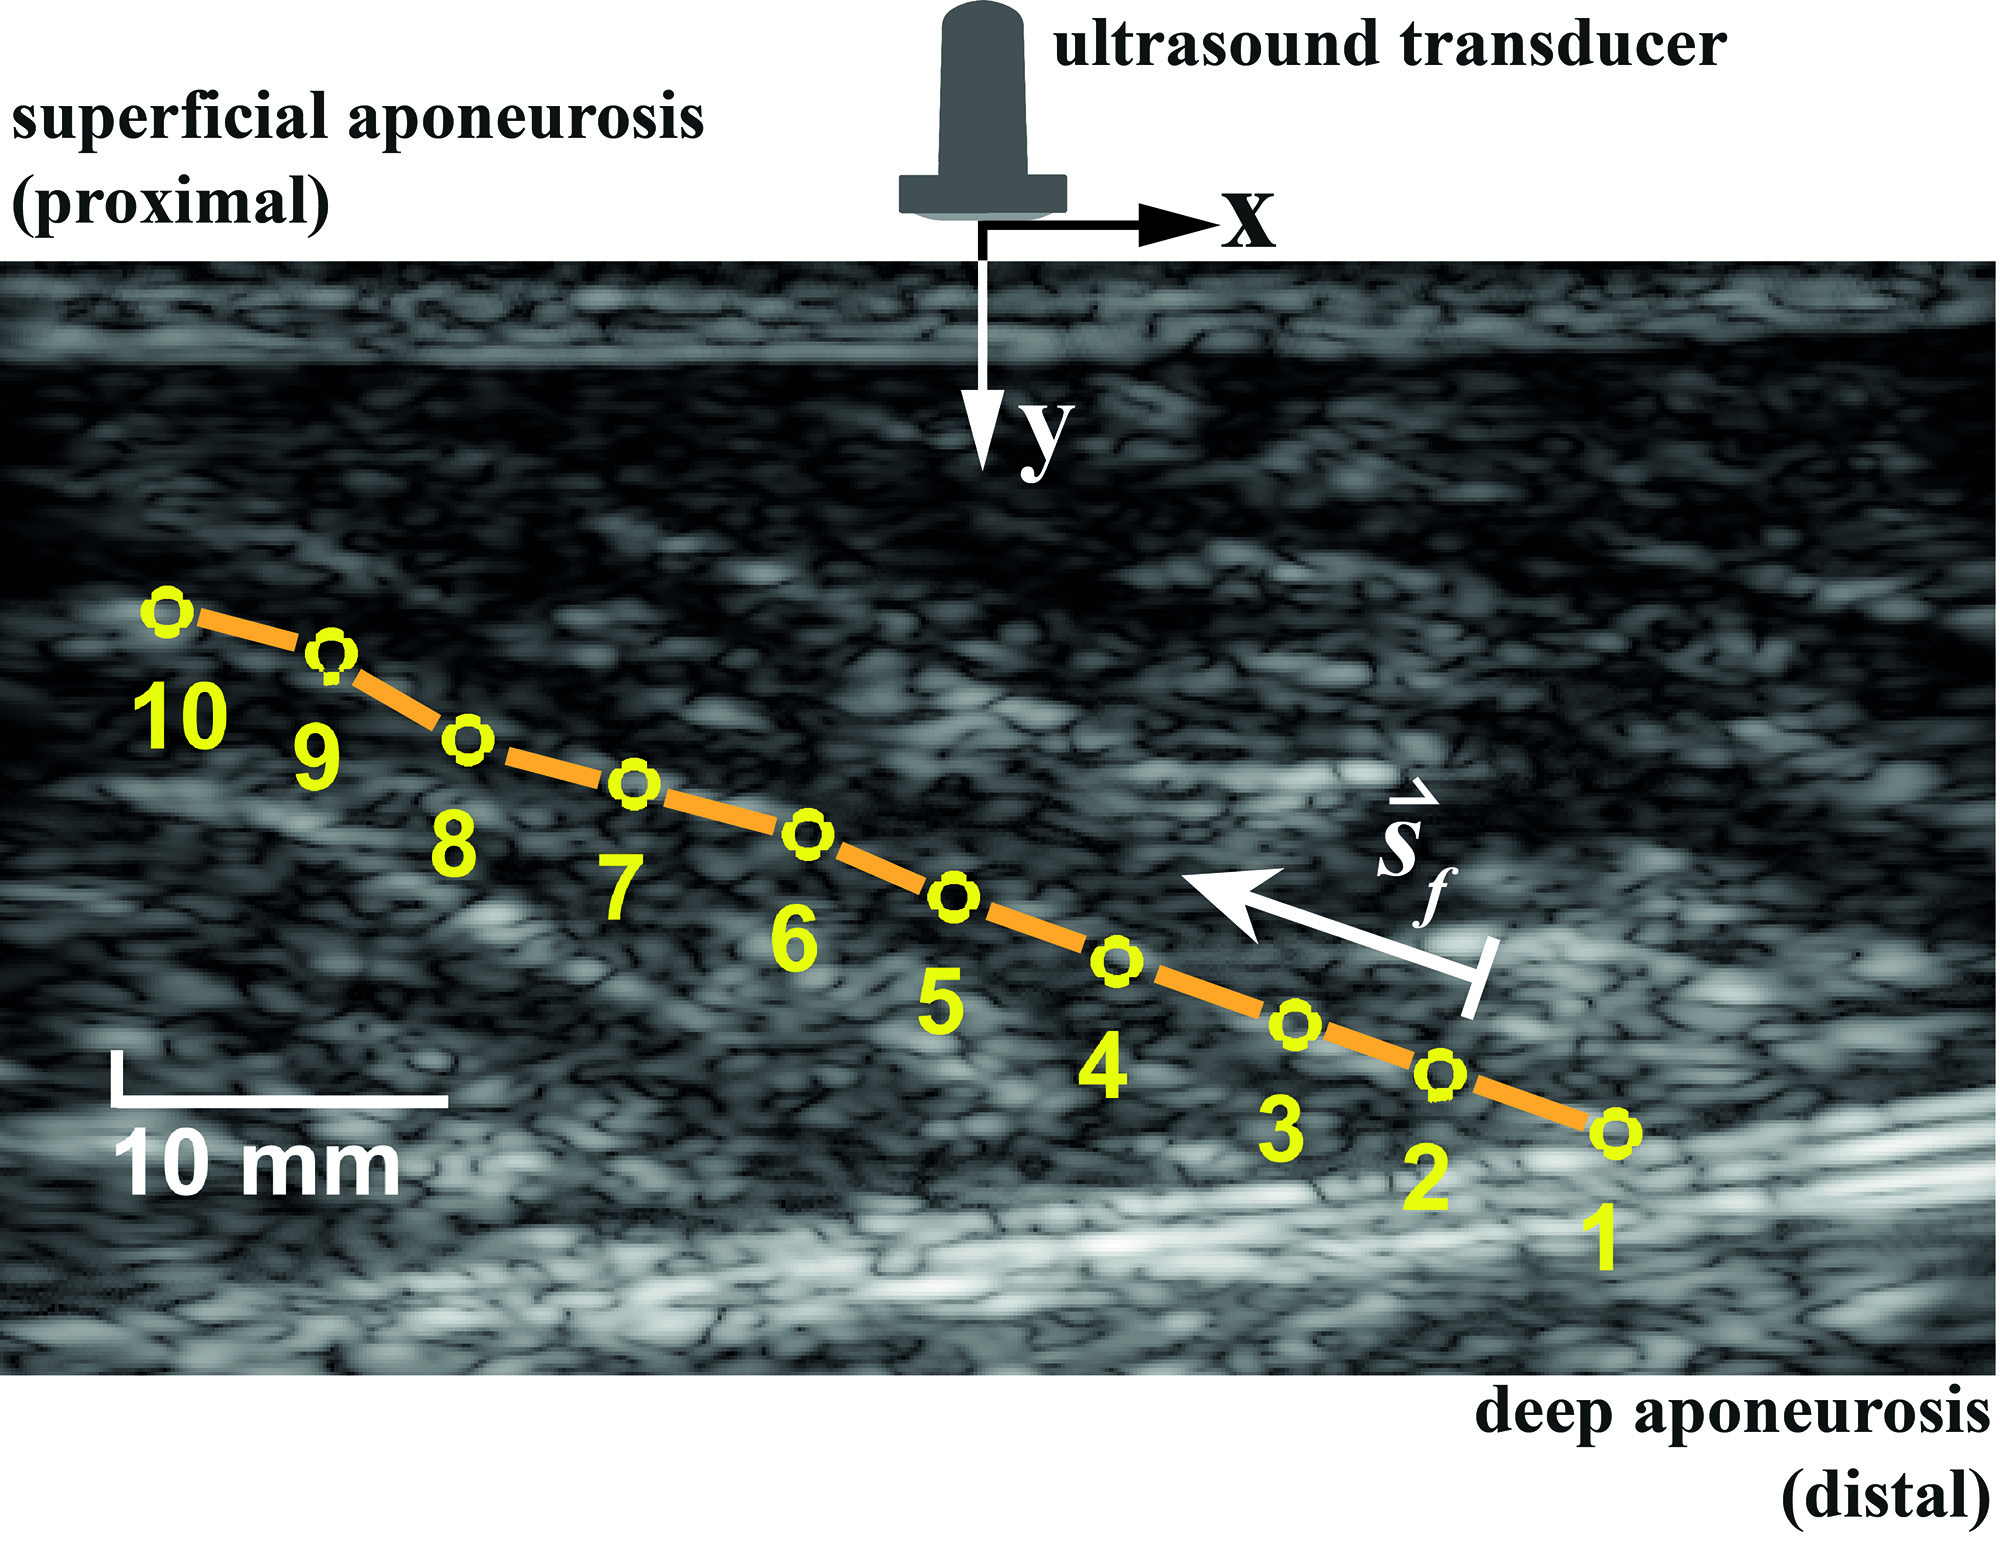 ultrasound transducer
superficial aponeurosis
(proximal)
x
y
10
9
8
7
6
5
4
3
2
1
s⃗f
10 mm
deep aponeurosis
(distal)